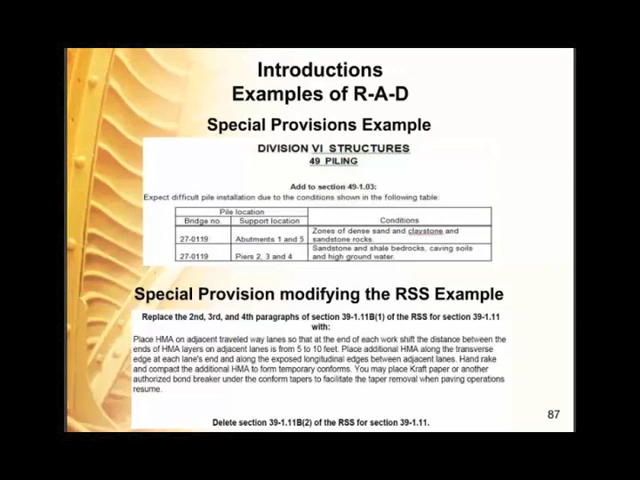 Introductions
Examples of R-A-D
Special Provisions Example
DIVISION VI STRUCTURES
49 PILING
Add to section 49-1.03:
Expect difficult pile installation due to the conditions shown in the following table:
Pile location
Bridge no. Support location Conditions
27-0119 Abutments 1 and 5 Zones of dense sand and claystone and
sandstone rocks.
27-0119 Piers 2, 3 and 4 Sandstone and shale bedrocks, caving soils
and high ground water.
Special Provision modifying the RSS Example
Replace the 2nd, 3rd, and 4th paragraphs of section 39-1.11B(1) of the RSS for section 39-1.11
with:
Place HMA on adjacent traveled way lanes so that at the end of each work shift the distance between the
ends of HMA layers on adjacent lanes is from 5 to 10 feet. Place additional HMA along the transverse
edge at each lane's end and along the exposed longitudinal edges between adjacent lanes. Hand rake
and compact the additional HMA to form temporary conforms. You may place Kraft paper or another
authorized bond breaker under the conform tapers to facilitate the taper removal when paving operations
resume.
Delete section 39-1.11B(2) of the RSS for section 39-1.11.
87